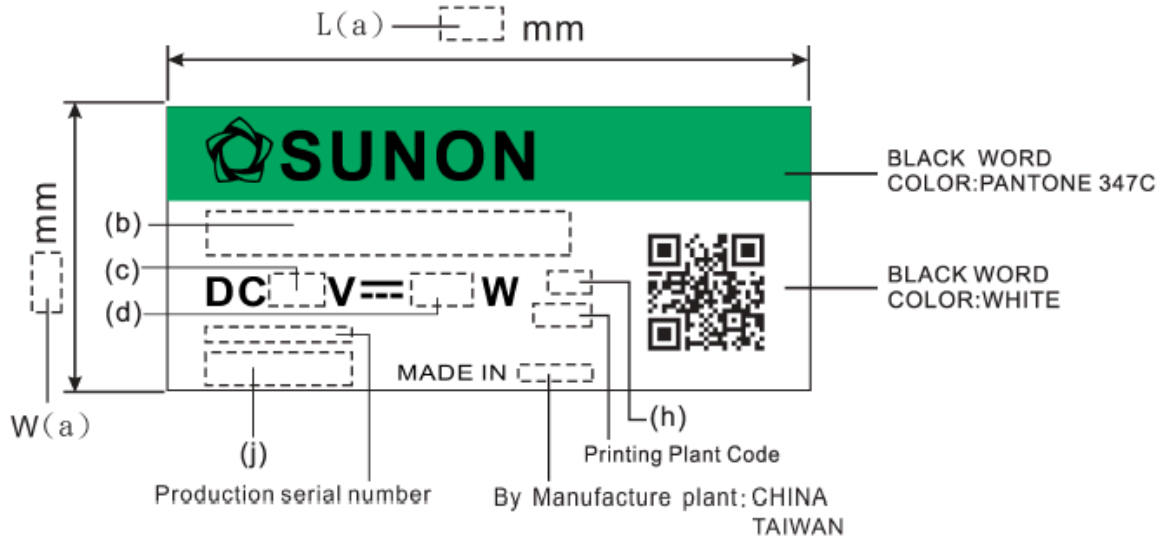 L(a) mm
SUNON
BLACK WORD
COLOR:PANTONE 347C
mm
(b)
(c)
DC V W
(d)
BLACK WORD
COLOR:WHITE
MADE IN
W(a)
(j)
(h)
Printing Plant Code
Production serial number
By Manufacture plant: CHINA
TAIWAN